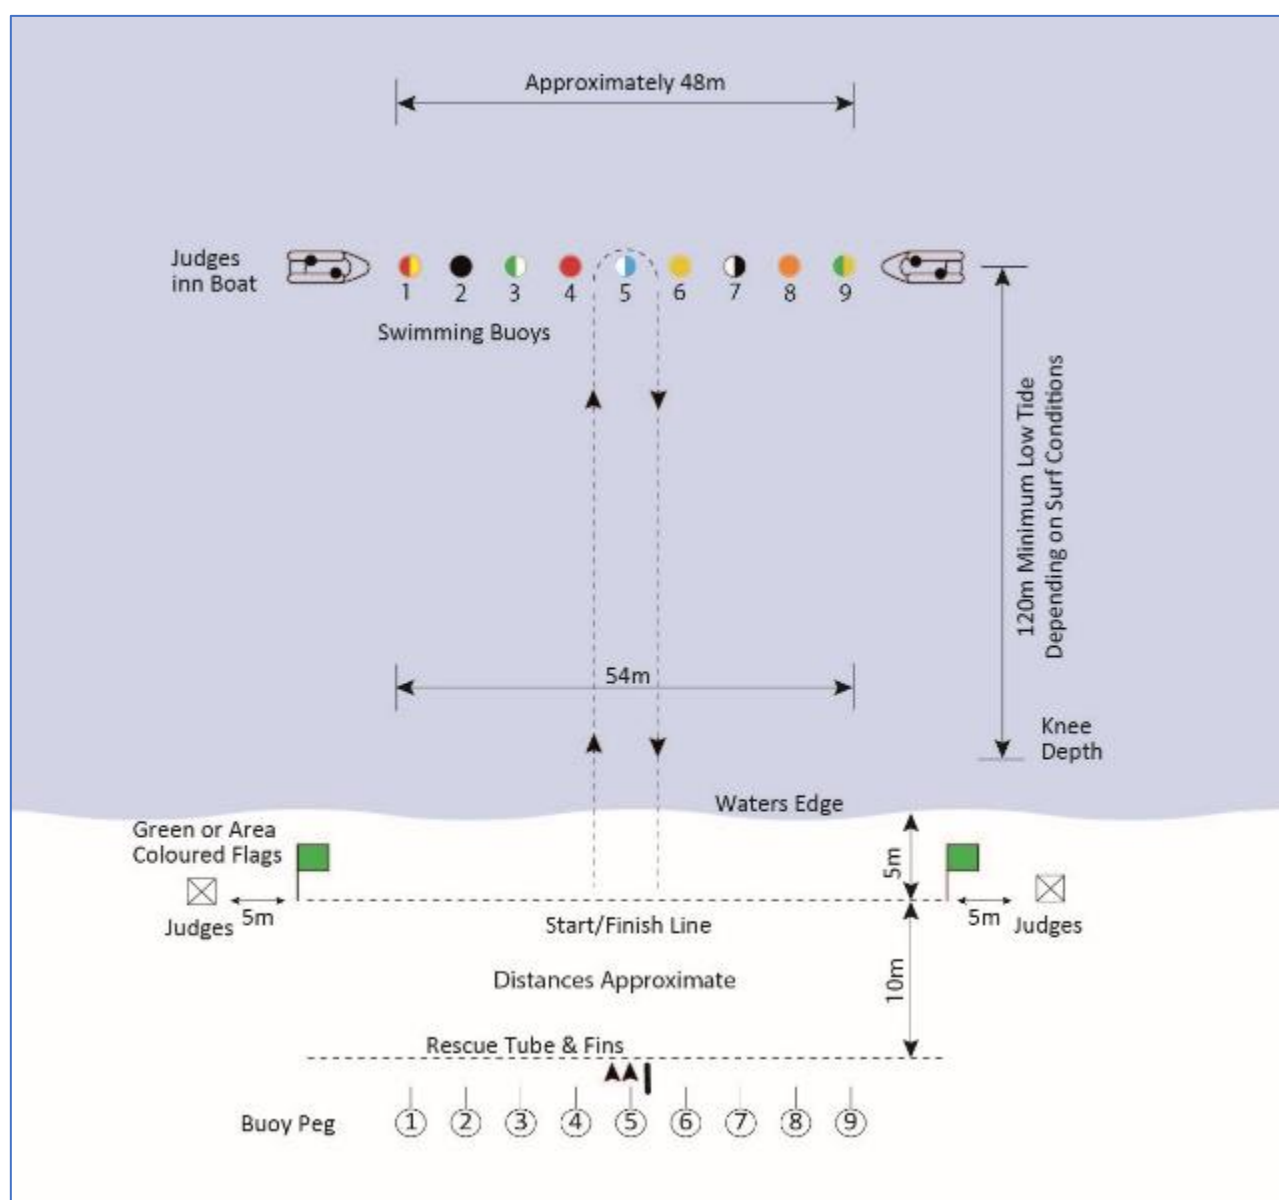 Approximately 48m
Judges
inn Boat
1 2 3 4 5 6 7 8 9
Swimming Buoys
120m Minimum Low Tide
Depending on Surf Conditions
54m
Knee
Depth
Waters Edge
Green or Area
Coloured Flags
5m
5m
5m
Judges
Judges
Start/Finish Line
Distances Approximate
10m
Rescue Tube & Fins
Buoy Peg
1 2 3 4 5 6 7 8 9